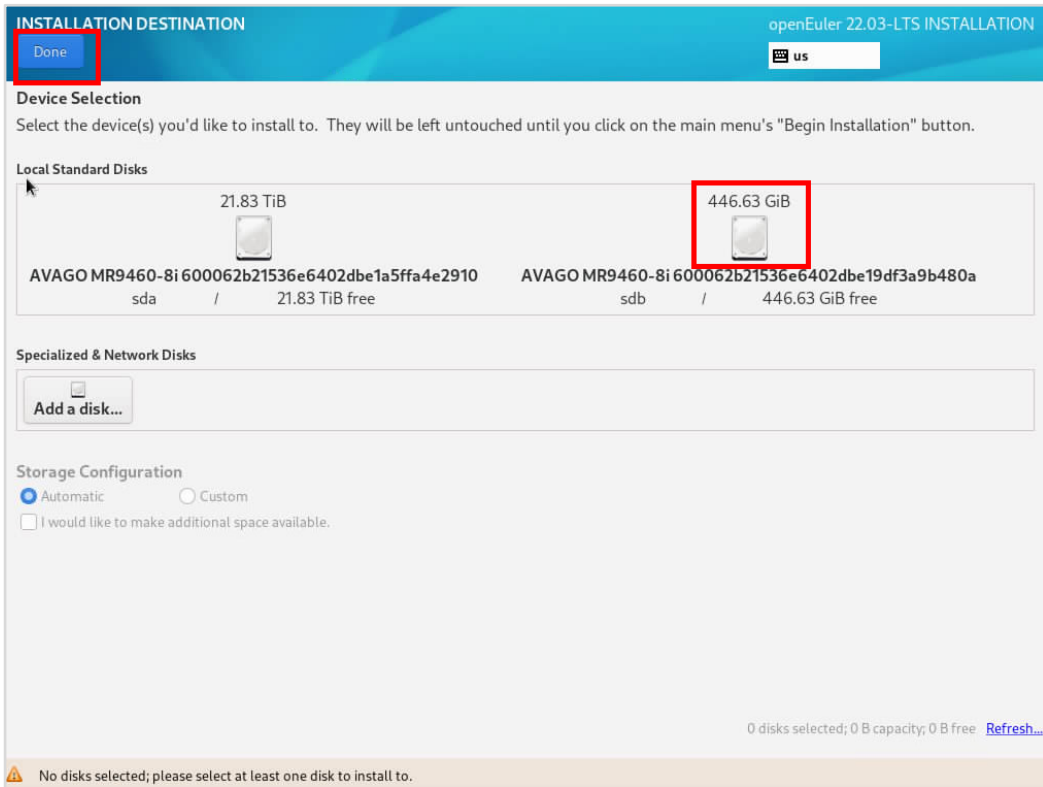 INSTALLATION DESTINATION
openEuler 22.03-LTS INSTALLATION
Done
us
Device Selection
Select the device(s) you'd like to install to. They will be left untouched until you click on the main menu's "Begin Installation" button.
Local Standard Disks
21.83 TiB
446.63 GiB
AVAGO MR9460-8i 600062b21536e6402dbe1a5ffa4e2910
AVAGO MR9460-8i 600062b21536e6402dbe19df3a9b480a
sda / 21.83 TiB free
sdb / 446.63 GiB free
Specialized & Network Disks
Add a disk...
Storage Configuration
Automatic
Custom
I would like to make additional space available.
0 disks selected; 0 B capacity; 0 B free Refresh...
No disks selected; please select at least one disk to install to.